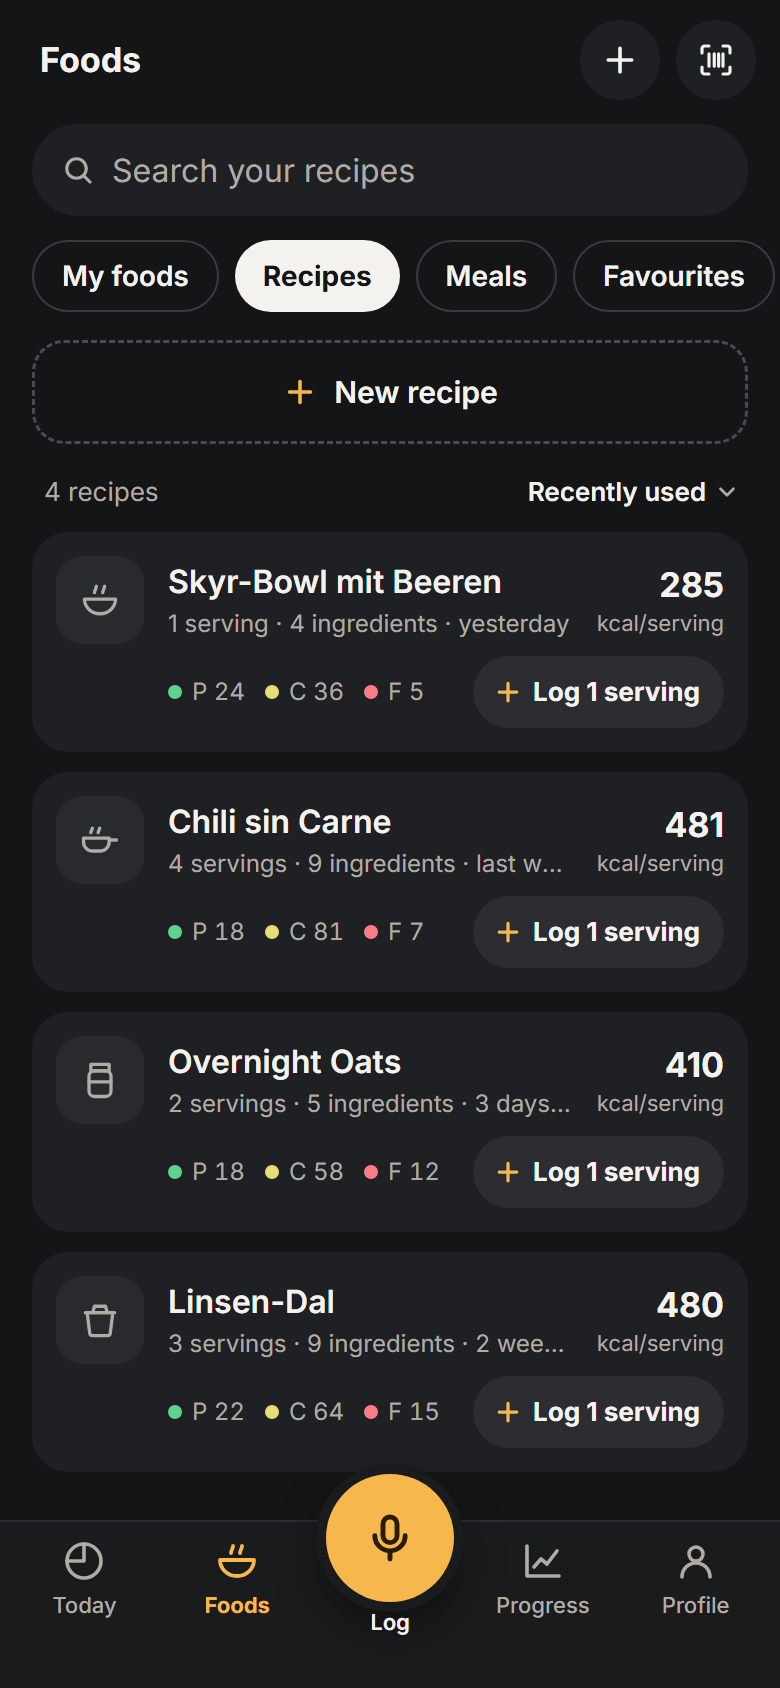 Foods
Search your recipes
My foods Recipes Meals Favourites
New recipe
4 recipes Recently used
Skyr-Bowl mit Beeren 285
1 serving · 4 ingredients · yesterday kcal/serving
P 24 C 36 F 5 Log 1 serving
Chili sin Carne 481
4 servings · 9 ingredients · last w... kcal/serving
P 18 C 81 F 7 Log 1 serving
Overnight Oats 410
2 servings · 5 ingredients · 3 days... kcal/serving
P 18 C 58 F 12 Log 1 serving
Linsen-Dal 480
3 servings · 9 ingredients · 2 wee... kcal/serving
P 22 C 64 F 15 Log 1 serving
Today Foods Log Progress Profile